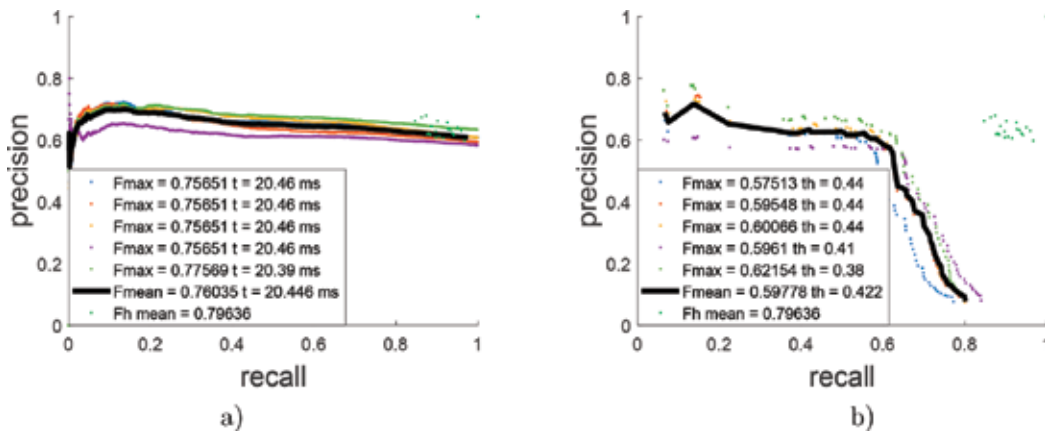 1
0.8
0.6
0.4
0.2
0
precision
Fmax = 0.75651 t = 20.46 ms
Fmax = 0.75651 t = 20.46 ms
Fmax = 0.75651 t = 20.46 ms
Fmax = 0.75651 t = 20.46 ms
Fmax = 0.77569 t = 20.39 ms
Fmean = 0.76035 t = 20.446 ms
Fh mean = 0.79636
0 0.2 0.4 0.6 0.8 1
recall
a)
1
0.8
0.6
0.4
0.2
0
precision
Fmax = 0.57513 th = 0.44
Fmax = 0.59548 th = 0.44
Fmax = 0.60066 th = 0.44
Fmax = 0.5961 th = 0.41
Fmax = 0.62154 th = 0.38
Fmean = 0.59778 th = 0.422
Fh mean = 0.79636
0 0.2 0.4 0.6 0.8 1
recall
b)